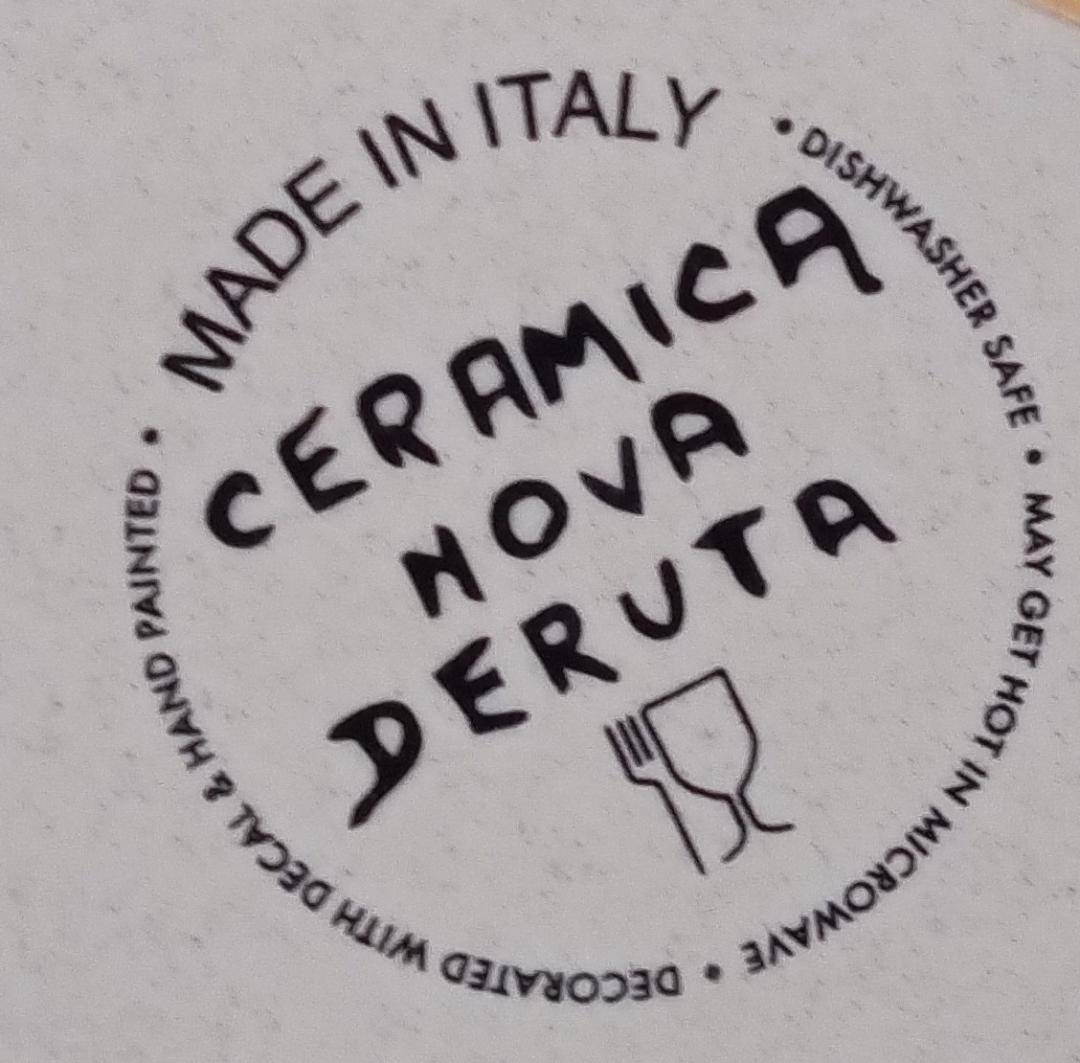 MADE IN ITALY
• DISHWASHER SAFE • MAY GET HOT IN MICROWAVE • DECORATED WITH DECAL & HAND PAINTED •
CERAMICA
NOVA
DERUTA